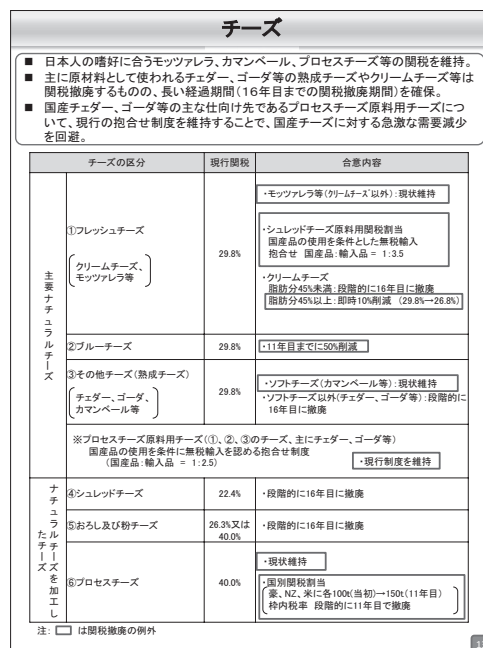 チーズ
■ 日本人の嗜好に合うモッツァレラ、カマンベール、プロセスチーズ等の関税を維持。
■ 主に原材料として使われるチェダー、ゴーダ等の熟成チーズやクリームチーズ等は
関税撤廃するものの、長い経過期間(16年目までの関税撤廃期間)を確保。
■ 国産チェダー、ゴーダ等の主な仕向け先であるプロセスチーズ原料用チーズにつ
いて、現行の抱合せ制度を維持することで、国産チーズに対する急激な需要減少
を回避。
チーズの区分 現行関税 合意内容
主要ナチュラルチーズ
①フレッシュチーズ
クリームチーズ、
モッツァレラ等
29.8%
・モッツァレラ等(クリームチーズ以外):現状維持
・シュレッドチーズ原料用関税割当
国産品の使用を条件とした無税輸入
抱合せ 国産品:輸入品 = 1:3.5
・クリームチーズ
脂肪分45%未満:段階的に16年目に撤廃
脂肪分45%以上:即時10%削減 (29.8%→26.8%)
②ブルーチーズ 29.8% ・11年目までに50%削減
③その他チーズ(熟成チーズ)
チェダー、ゴーダ、
カマンベール等
29.8%
・ソフトチーズ(カマンベール等):現状維持
・ソフトチーズ以外(チェダー、ゴーダ等):段階的に
16年目に撤廃
※プロセスチーズ原料用チーズ(①、②、③のチーズ、主にチェダー、ゴーダ等)
国産品の使用を条件に無税輸入を認める抱合せ制度
(国産品:輸入品 = 1:2.5)
・現行制度を維持
ナチュラルチーズを加工したチーズ
④シュレッドチーズ 22.4% ・段階的に16年目に撤廃
⑤おろし及び粉チーズ 26.3%又は
40.0%
・段階的に16年目に撤廃
⑥プロセスチーズ 40.0%
・現状維持
・国別関税割当
豪、NZ、米に各100t(当初)→150t(11年目)
枠内税率 段階的に11年目で撤廃
注: は関税撤廃の例外